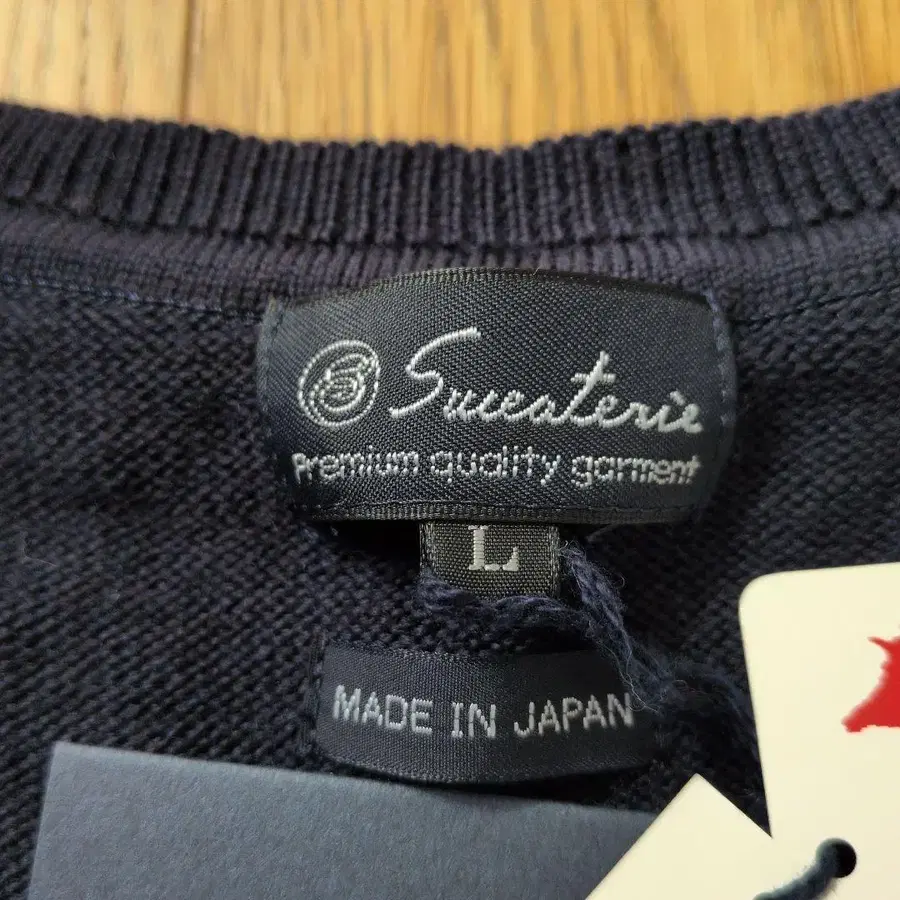 Sweaterie
Premium quality garment
L
MADE IN JAPAN